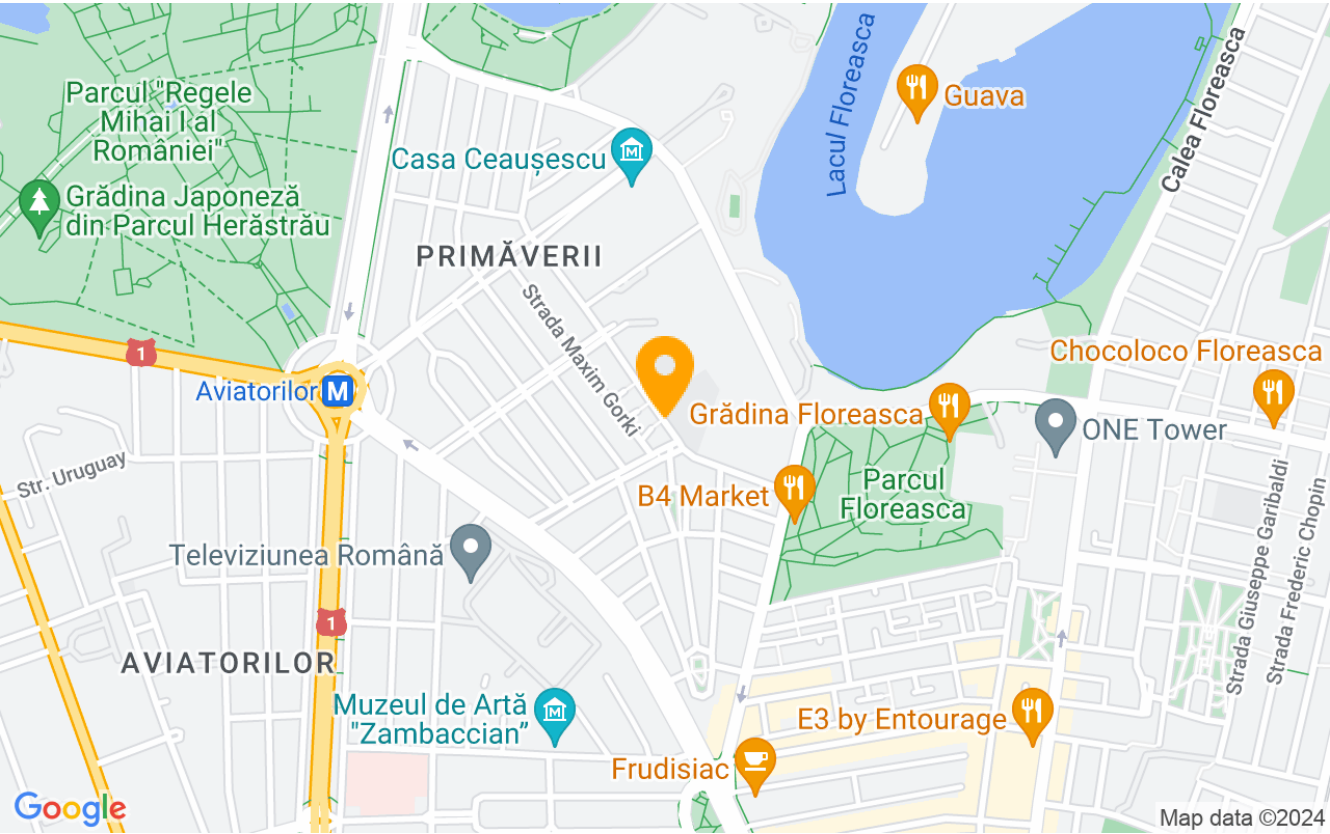 Lacul Floreasca
Calea Floreasca
Guava
Parcul "Regele
Mihai I al
României"
Casa Ceaușescu
Grădina Japoneză
din Parcul Herăstrău
PRIMĂVERII
Strada Maxim Gorki
1
Chocoloco Floreasca
Aviatorilor M
Grădina Floreasca
ONE Tower
Str. Uruguay
B4 Market
Parcul
Floreasca
Strada Giuseppe Garibaldi
Strada Frederic Chopin
Televiziunea Română
1
AVIATORILOR
Muzeul de Artă
"Zambaccian”
E3 by Entourage
Frudisiac
Google
Map data ©2024